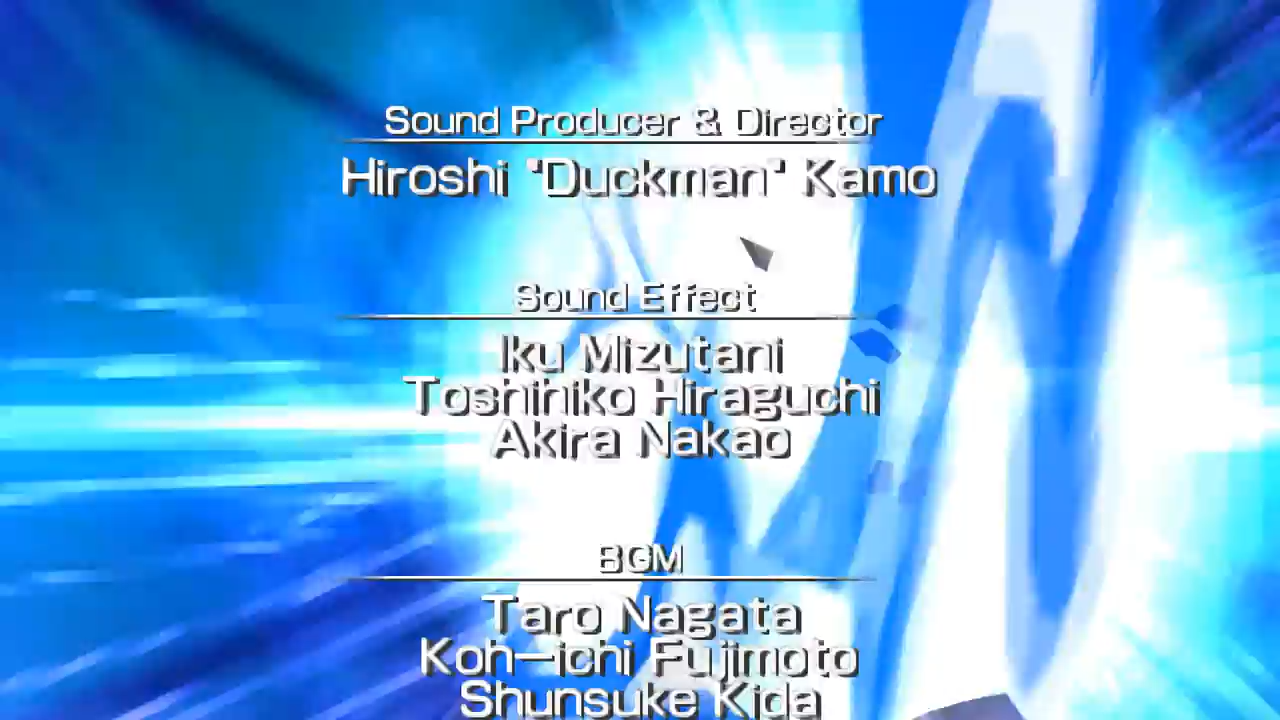 Sound Producer & Director
Hiroshi "Duckman" Kamo
Sound Effect
Iku Mizutani
Toshihiko Hiraguchi
Akira Nakao
BGM
Taro Nagata
Koh-ichi Fujimoto
Shunsuke Kida